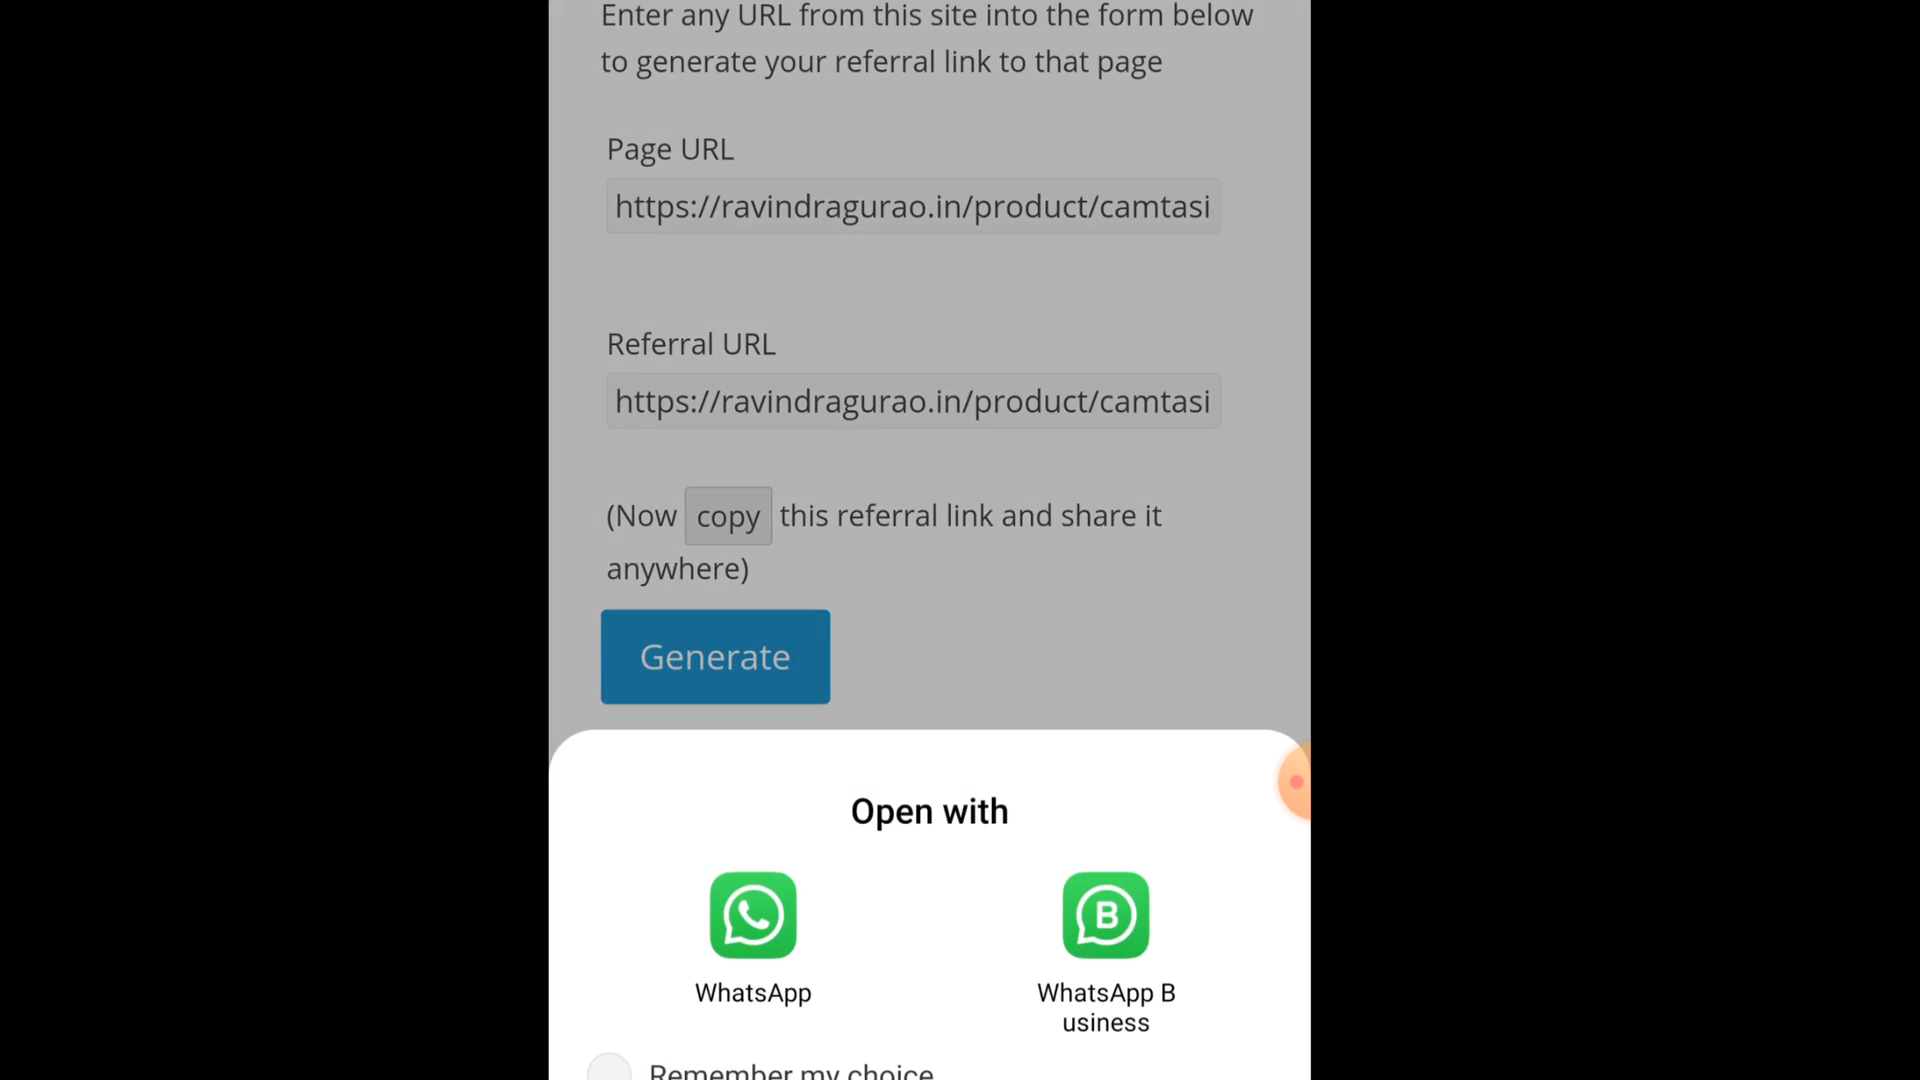 Enter any URL from this site into the form below
to generate your referral link to that page
Page URL
https://ravindragurao.in/product/camtasi
Referral URL
https://ravindragurao.in/product/camtasi
(Now copy this referral link and share it
anywhere)
Generate
Open with
WhatsApp
WhatsApp B
usiness
Remember my choice